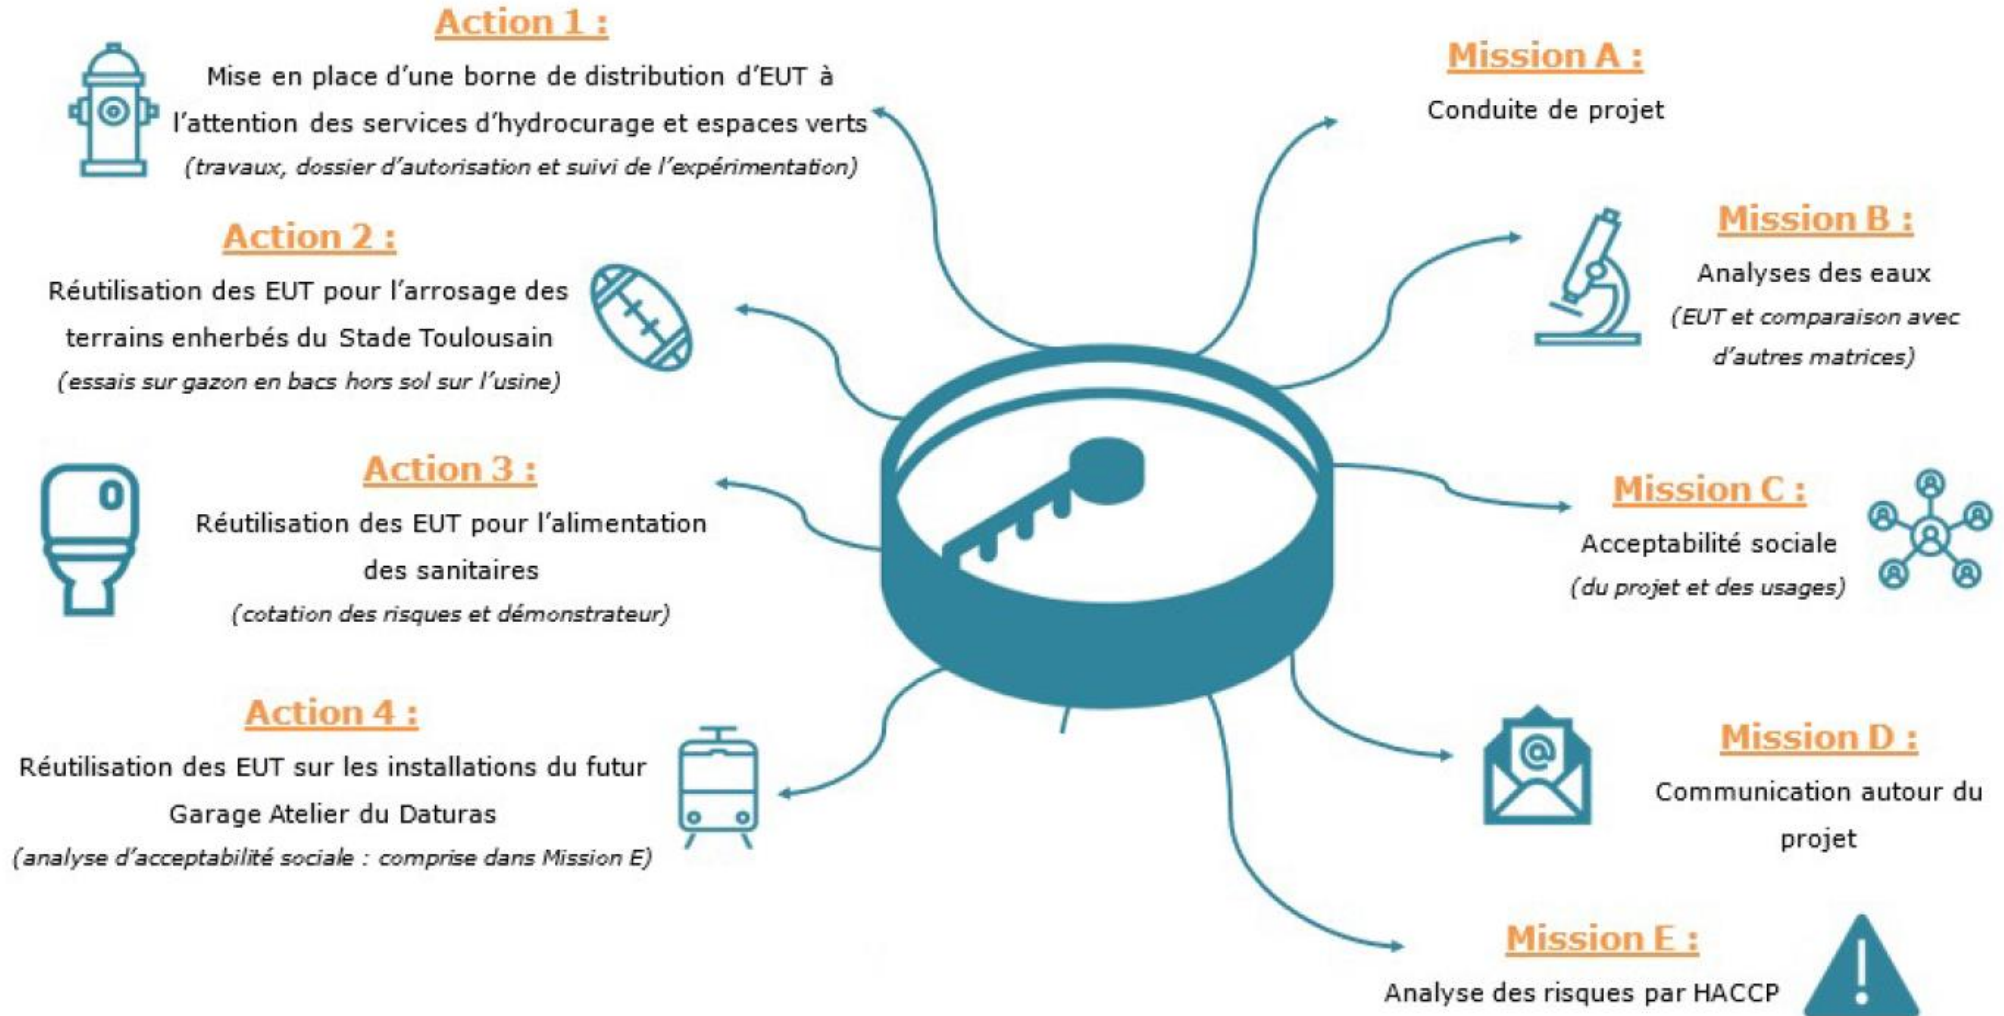 Action 1 :
Mise en place d’une borne de distribution d’EUT à
l’attention des services d’hydrocurage et espaces verts
(travaux, dossier d’autorisation et suivi de l’expérimentation)
Action 2 :
Réutilisation des EUT pour l’arrosage des
terrains enherbés du Stade Toulousain
(essais sur gazon en bacs hors sol sur l’usine)
Action 3 :
Réutilisation des EUT pour l’alimentation
des sanitaires
(cotation des risques et démonstrateur)
Action 4 :
Réutilisation des EUT sur les installations du futur
Garage Atelier du Daturas
(analyse d’acceptabilité sociale : comprise dans Mission E)
Mission A :
Conduite de projet
Mission B :
Analyses des eaux
(EUT et comparaison avec
d’autres matrices)
Mission C :
Acceptabilité sociale
(du projet et des usages)
Mission D :
Communication autour du
projet
Mission E :
Analyse des risques par HACCP